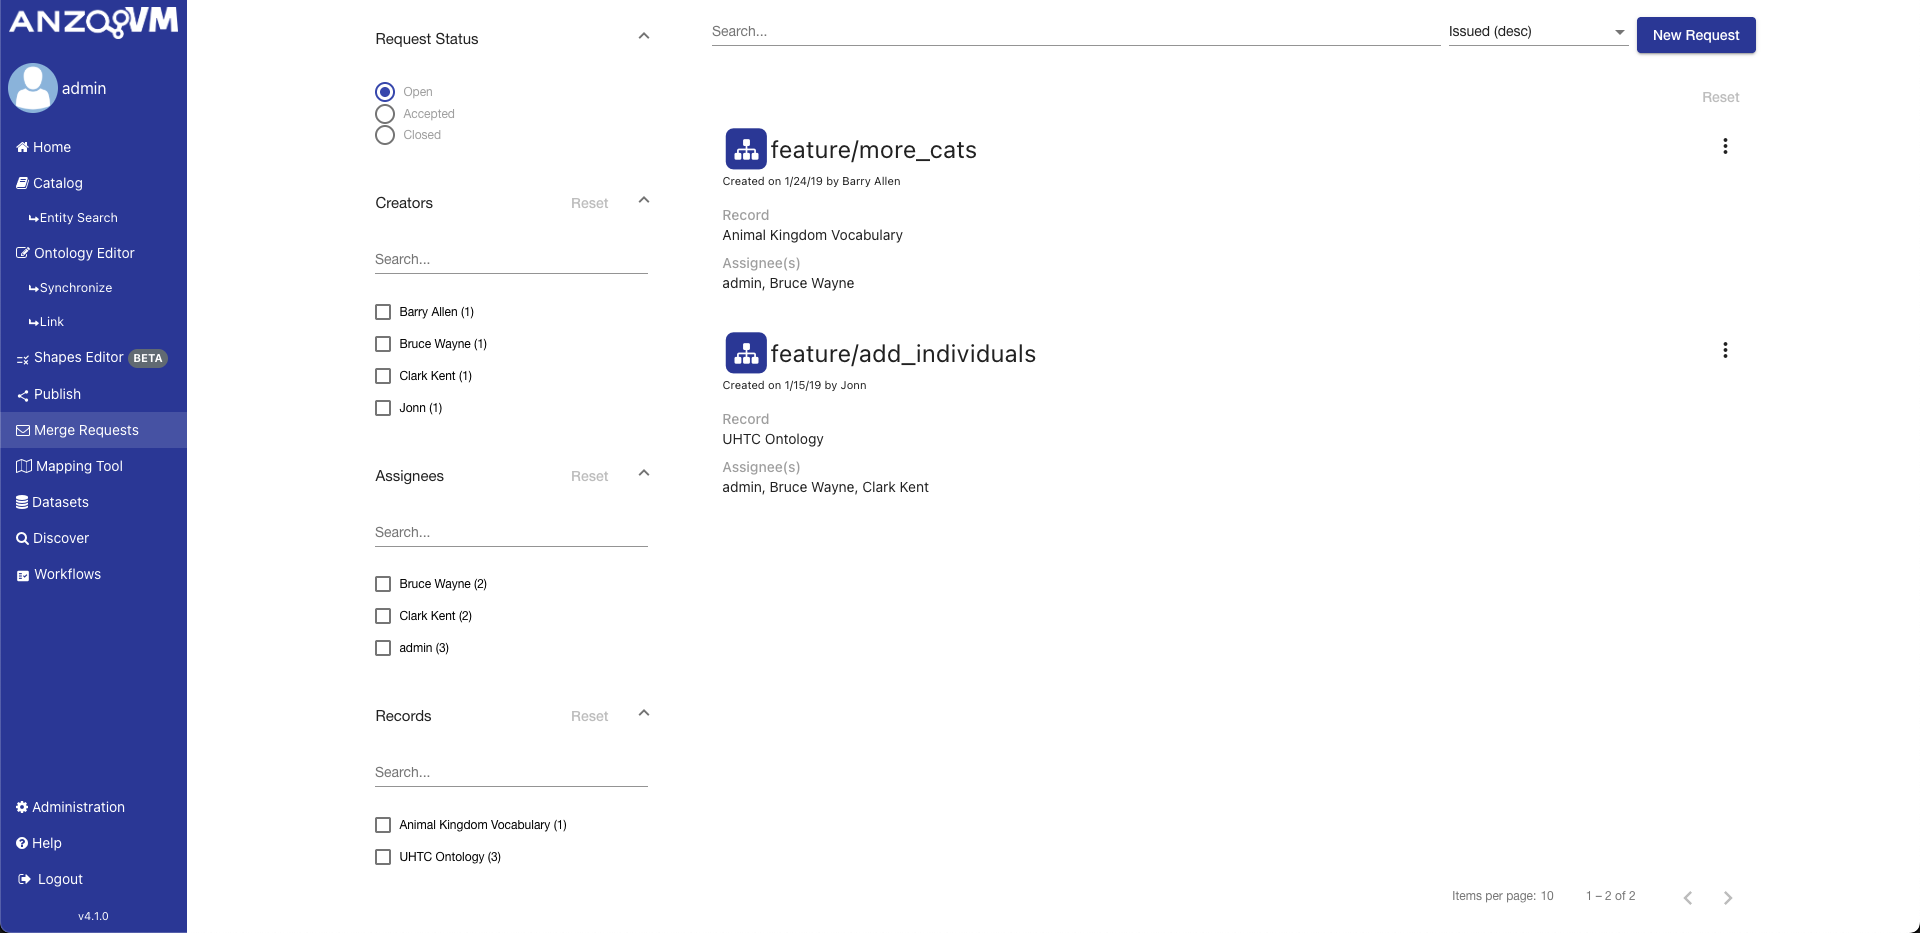 ANZOVM
admin
Home
Catalog
Entity Search
Ontology Editor
Synchronize
Link
Shapes Editor BETA
Publish
Merge Requests
Mapping Tool
Datasets
Discover
Workflows
Administration
Help
Logout
v4.1.0
Request Status
Open
Accepted
Closed
Creators Reset
Search...
Barry Allen (1)
Bruce Wayne (1)
Clark Kent (1)
Jonn (1)
Assignees Reset
Search...
Bruce Wayne (2)
Clark Kent (2)
admin (3)
Records Reset
Search...
Animal Kingdom Vocabulary (1)
UHTC Ontology (3)
Search... Issued (desc) New Request
Reset
feature/more_cats
Created on 1/24/19 by Barry Allen
Record
Animal Kingdom Vocabulary
Assignee(s)
admin, Bruce Wayne
feature/add_individuals
Created on 1/15/19 by Jonn
Record
UHTC Ontology
Assignee(s)
admin, Bruce Wayne, Clark Kent
Items per page: 10 1 – 2 of 2